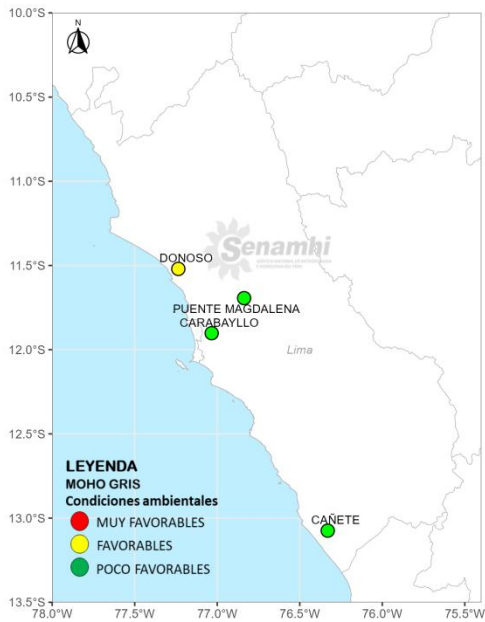 10.0°S
N
10.5°S
11.0°S
Senamhi
DONOSO
11.5°S
PUENTE MAGDALENA
CARABAYLLO
12.0°S
Lima
12.5°S
LEYENDA
MOHO GRIS
Condiciones ambientales
MUY FAVORABLES
CAÑETE
13.0°S
FAVORABLES
POCO FAVORABLES
13.5°S
78.0°W 77.5°W 77.0°W 76.5°W 76.0°W 75.5°W